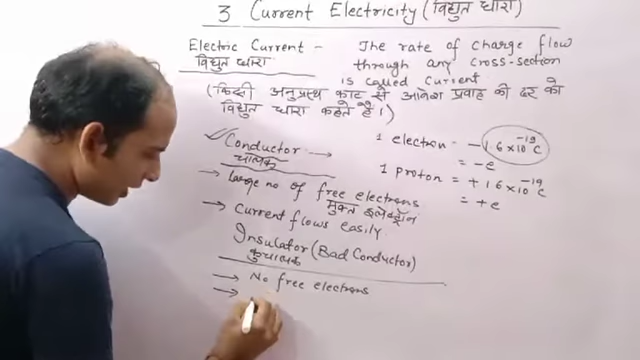 3 Current Electricity (विद्युत धारा)
Electric Current -
विद्युत धारा
The rate of charge flow
through any cross-section
is called current
(किसी अनुप्रस्थ काट से आवेश प्रवाह की दर को
विद्युत धारा कहते हैं।)
Conductor →
चालक
→ Large no of free electrons
मुक्त इलेक्ट्रॉन
→ Current flows easily.
1 electron = -1.6×10⁻¹⁹C
= -e
1 proton = +1.6×10⁻¹⁹C
= +e
Insulator (Bad Conductor)
कुचालक
→ No free electrons
→